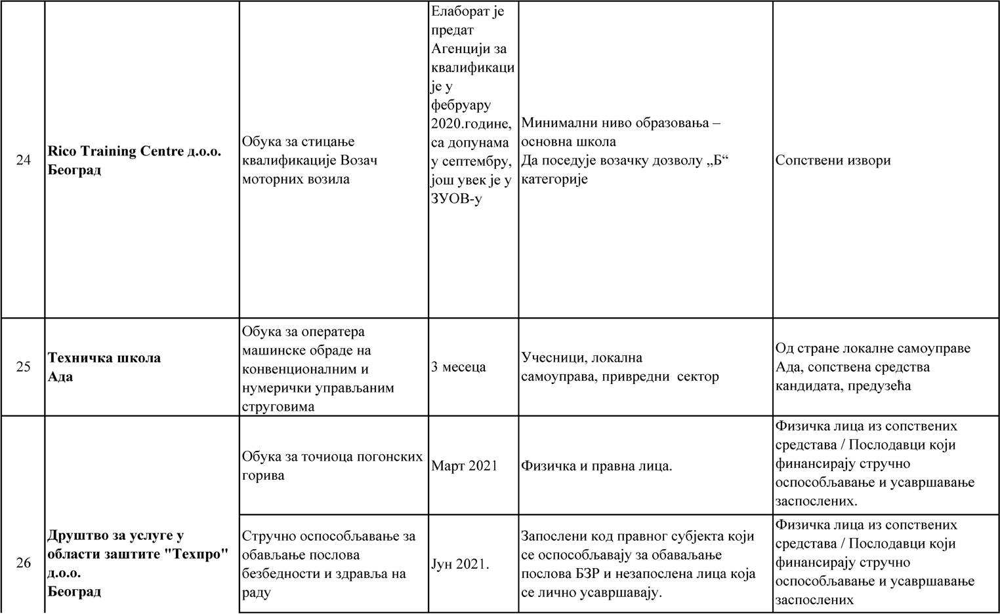 24
Rico Training Centre д.о.о.
Београд
Обука за стицање
квалификације Возач
моторних возила
Елаборат је
предат
Агенцији за
квалификаци
је у
фебруару
2020.године,
са допунама
у септембру,
још увек је у
ЗУОВ-у
Минимални ниво образовања –
основна школа
Да поседује возачку дозволу „Б“
категорије
Сопствени извори
25
Техничка школа
Ада
Обука за оператера
машинске обраде на
конвенционалним и
нумерички управљаним
струговима
3 месеца
Учесници, локална
самоуправа, привредни  сектор
Од стране локалне самоуправе
Ада, сопствена средства
кандидата, предузећа
26
Друштво за услуге у
области заштите "Техпро"
д.о.о.
Београд
Обука за точиоца погонских
горива
Март 2021
Физичка и правна лица.
Физичка лица из сопствених
средстава / Послодавци који
финансирају стручно
оспособљавање и усавршавање
заспослених.
Стручно оспособљавање за
обављање послова
безбедности и здравља на
раду
Јун 2021.
Запослени код правног субјекта који
се оспособљавају за обаваљање
послова БЗР и незапослена лица која
се лично усавршавају.
Физичка лица из сопствених
средстава / Послодавци који
финансирају стручно
оспособљавање и усавршавање
заспослених